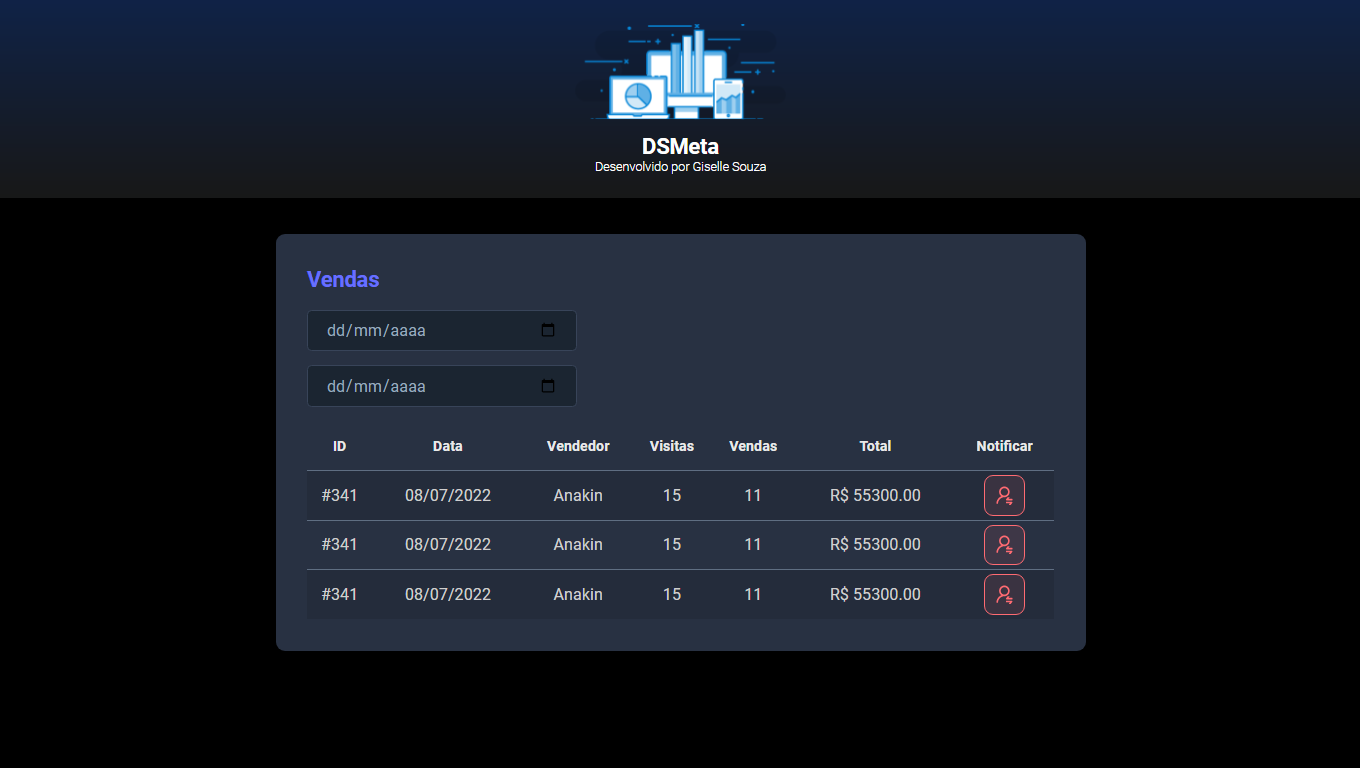 DSMeta
Desenvolvido por Giselle Souza
Vendas
dd/mm/aaaa
dd/mm/aaaa
ID Data Vendedor Visitas Vendas Total Notificar
#341 08/07/2022 Anakin 15 11 R$ 55300.00
#341 08/07/2022 Anakin 15 11 R$ 55300.00
#341 08/07/2022 Anakin 15 11 R$ 55300.00